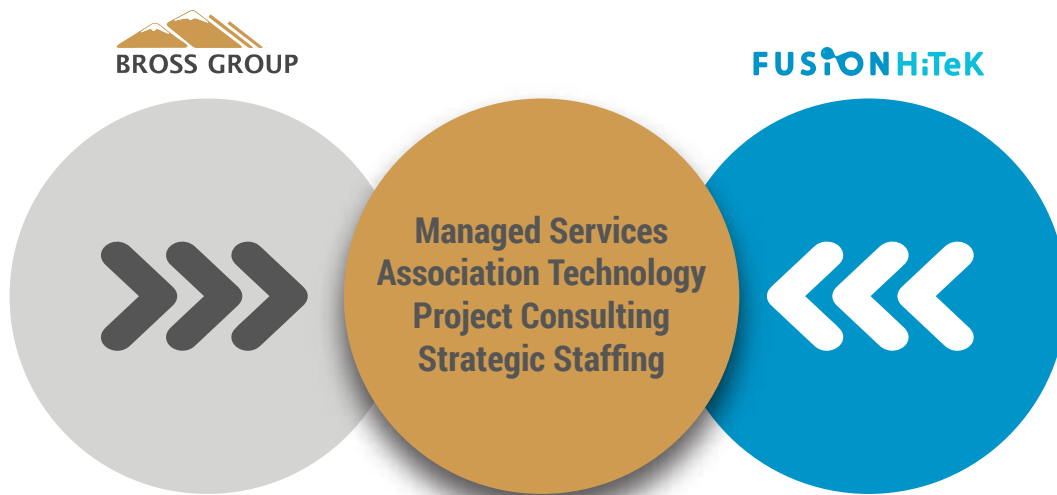 BROSS GROUP
FUSiONHiTeK
Managed Services
Association Technology
Project Consulting
Strategic Staffing